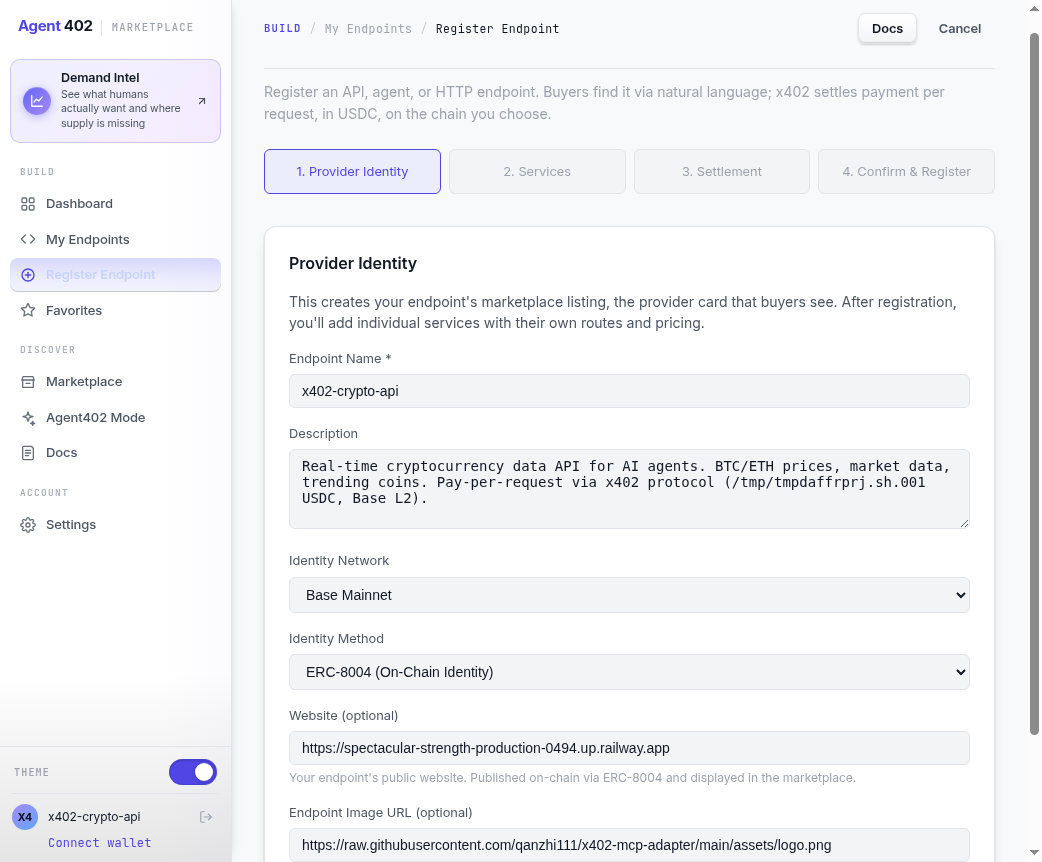 Agent 402 MARKETPLACE
Demand Intel
See what humans
actually want and where
supply is missing
BUILD
Dashboard
My Endpoints
Register Endpoint
Favorites
DISCOVER
Marketplace
Agent402 Mode
Docs
ACCOUNT
Settings
THEME
X4 x402-crypto-api
Connect wallet
BUILD / My Endpoints / Register Endpoint
Docs Cancel
Register an API, agent, or HTTP endpoint. Buyers find it via natural language; x402 settles payment per
request, in USDC, on the chain you choose.
1. Provider Identity 2. Services 3. Settlement 4. Confirm & Register
Provider Identity
This creates your endpoint's marketplace listing, the provider card that buyers see. After registration,
you'll add individual services with their own routes and pricing.
Endpoint Name *
x402-crypto-api
Description
Real-time cryptocurrency data API for AI agents. BTC/ETH prices, market data,
trending coins. Pay-per-request via x402 protocol (/tmp/tmpdaffrprj.sh.001
USDC, Base L2).
Identity Network
Base Mainnet
Identity Method
ERC-8004 (On-Chain Identity)
Website (optional)
https://spectacular-strength-production-0494.up.railway.app
Your endpoint's public website. Published on-chain via ERC-8004 and displayed in the marketplace.
Endpoint Image URL (optional)
https://raw.githubusercontent.com/qanzhi111/x402-mcp-adapter/main/assets/logo.png